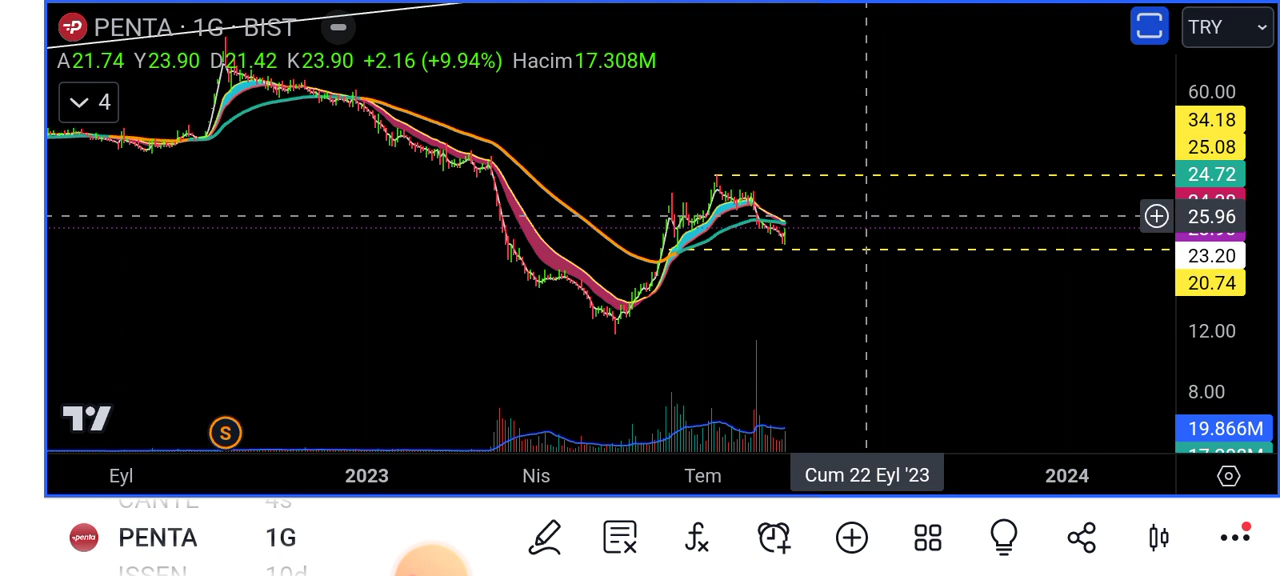 PENTA · 1G · BIST
TRY
A21.74 Y23.90 D21.42 K23.90 +2.16 (+9.94%) Hacim17.308M
4
60.00
34.18
25.08
24.72
25.96
23.20
20.74
12.00
8.00
S
19.866M
Eyl 2023 Nis Tem Cum 22 Eyl '23 2024
PENTA 1G